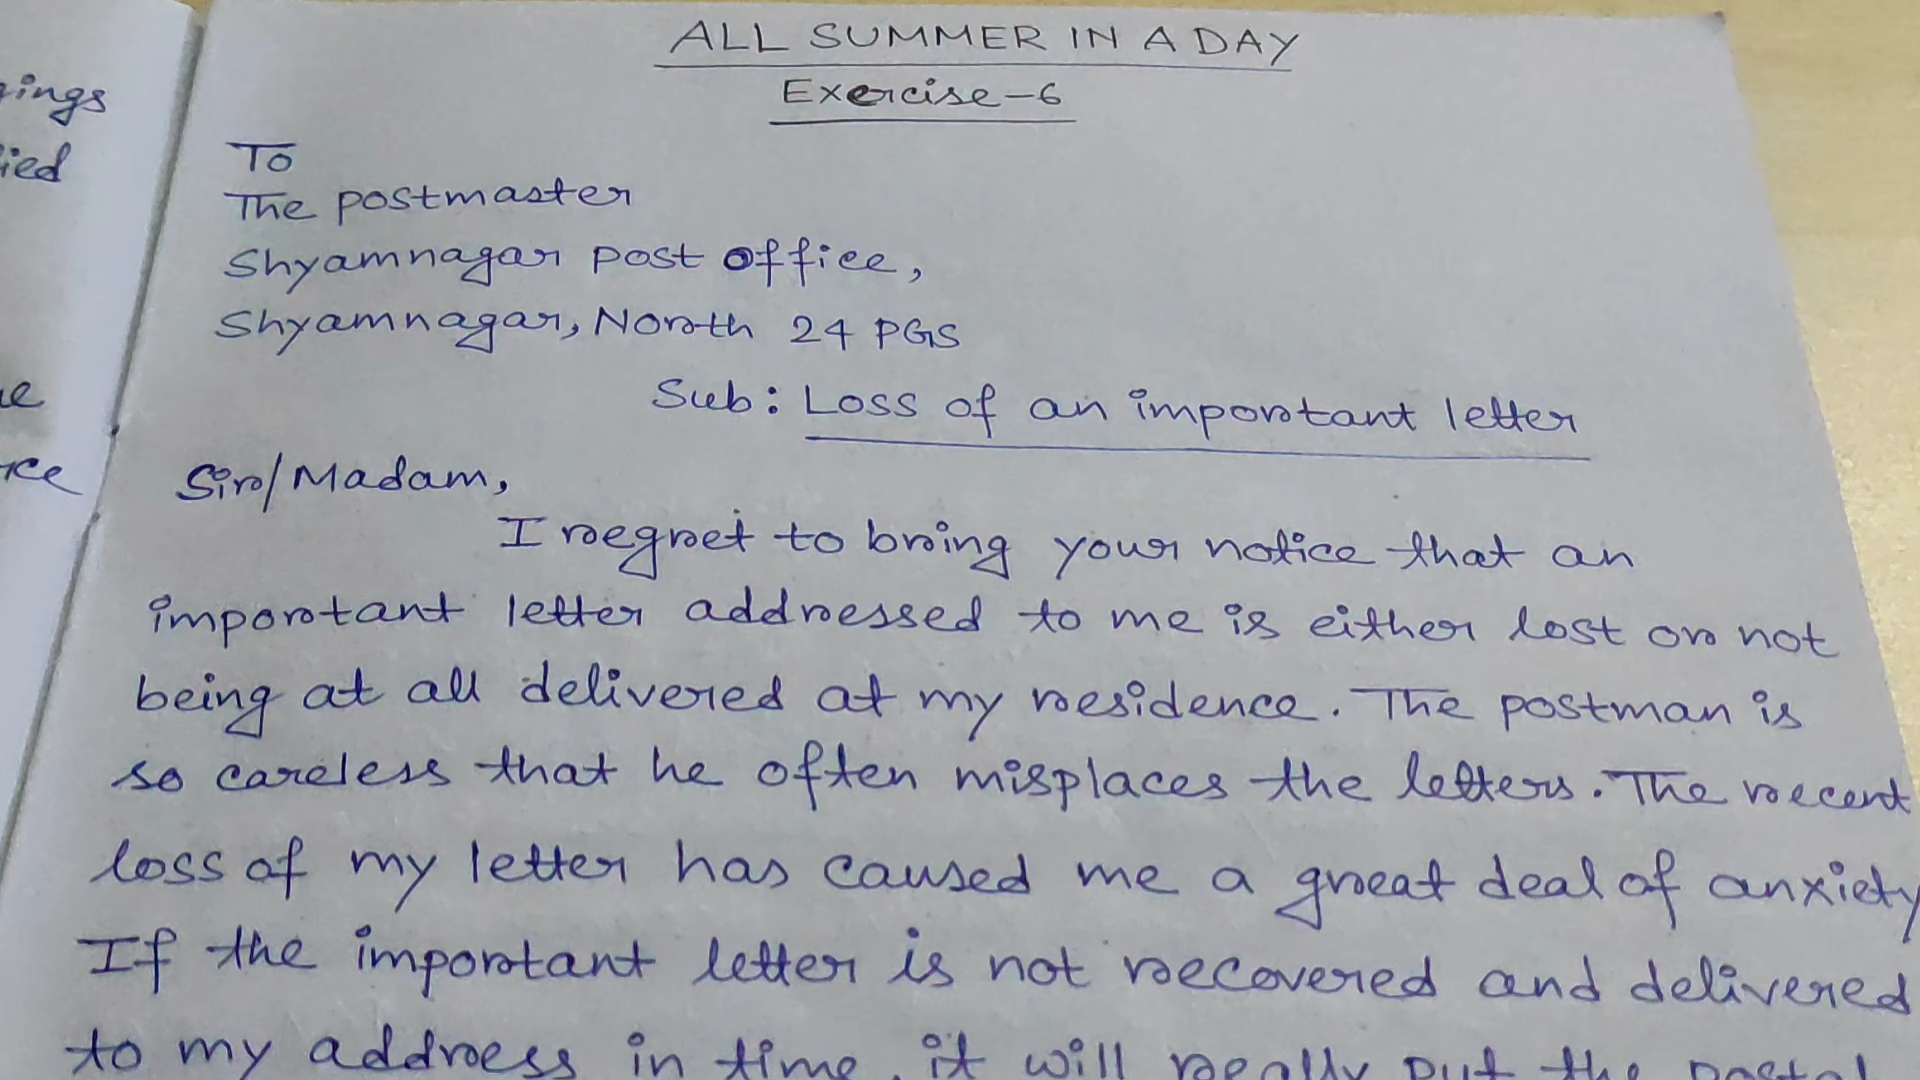 ALL SUMMER IN A DAY
Exercise-6
To
The postmaster
Shyamnagar post office,
Shyamnagar, North 24 PGS
Sub: Loss of an important letter
Sir/Madam,
I regret to bring your notice that an
important letter addressed to me is either lost or not
being at all delivered at my residence. The postman is
so careless that he often misplaces the letters. The recent
loss of my letter has caused me a great deal of anxiety
If the important letter is not recovered and delivered
to my address in time, it will really put the postal